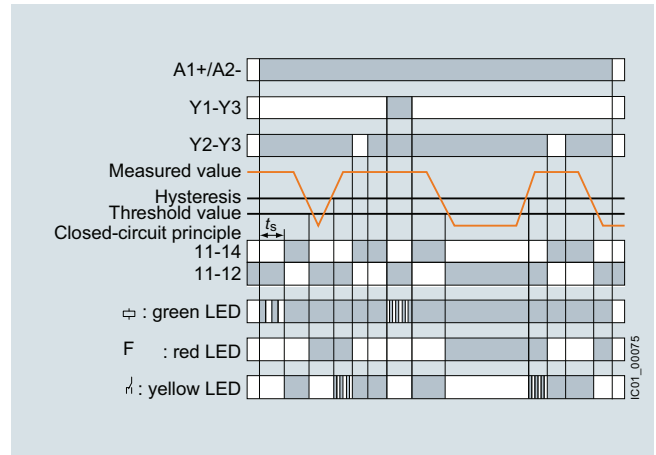 A1+/A2-
Y1-Y3
Y2-Y3
Measured value
Hysteresis
Threshold value
Closed-circuit principle
ts
11-14
11-12
: green LED
F : red LED
: yellow LED
IC01_00075